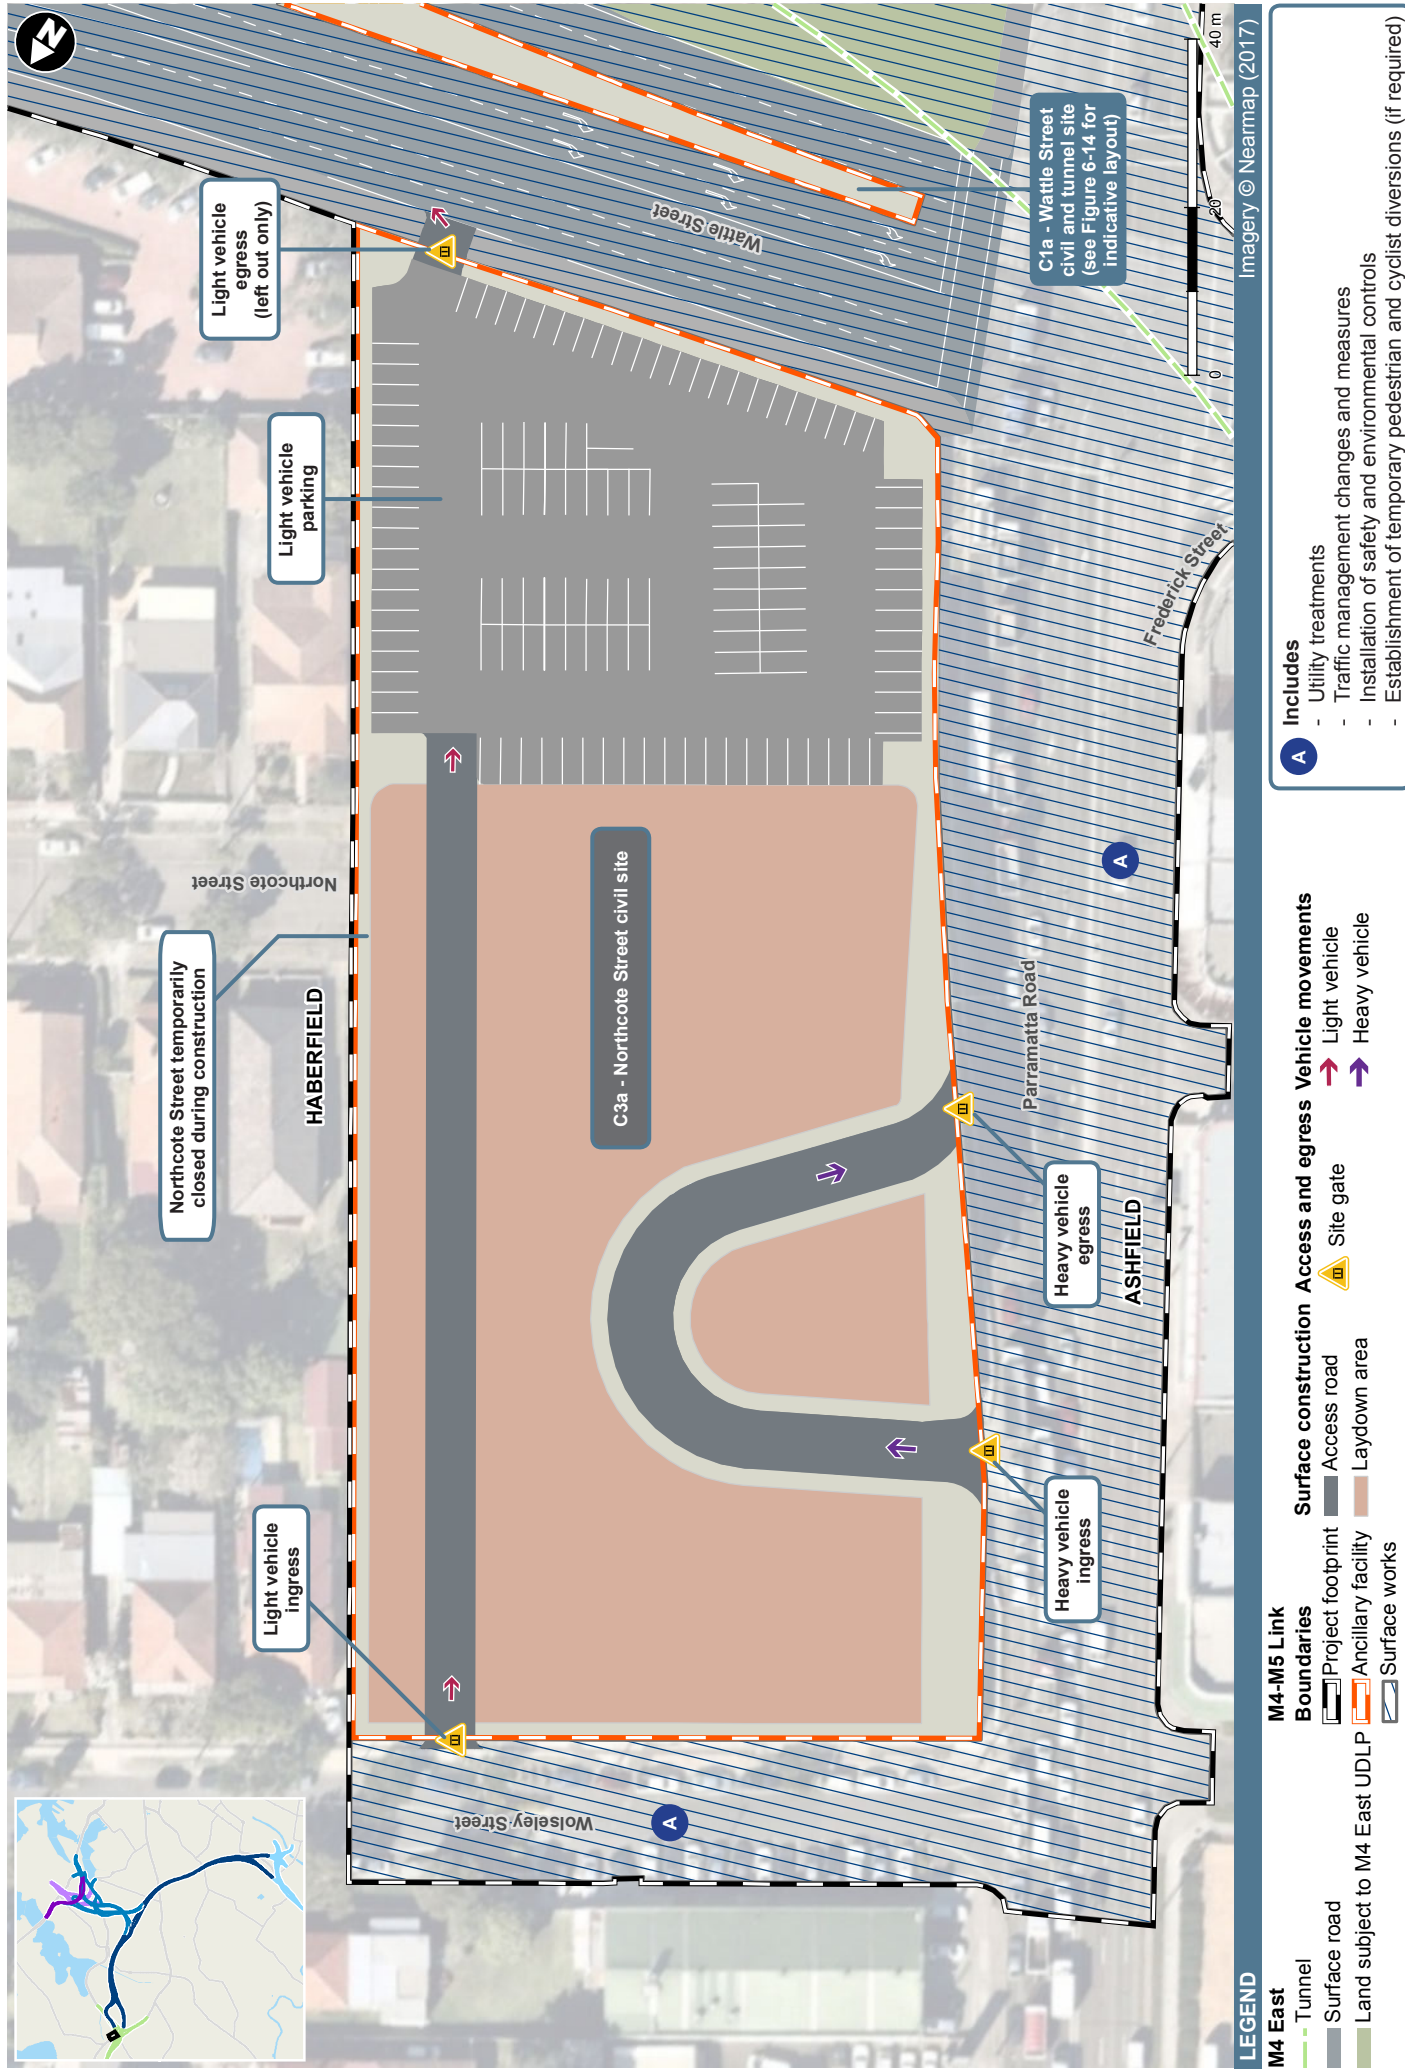 N
Light vehicle
egress
(left out only)
Wattle Street
C1a - Wattle Street
civil and tunnel site
(see Figure 6-14 for
indicative layout)
Light vehicle
parking
Northcote Street
Northcote Street temporarily
closed during construction
HABERFIELD
C3a - Northcote Street civil site
Frederick Street
A
Parramatta Road
Heavy vehicle
egress
ASHFIELD
Light vehicle
ingress
Heavy vehicle
ingress
Wolseley Street
A
0 20 40 m
LEGEND
Imagery © Nearmap (2017)
M4 East
Tunnel
Surface road
Land subject to M4 East UDLP
M4-M5 Link
Boundaries
Project footprint
Ancillary facility
Surface works
Surface construction
Access road
Laydown area
Access and egress
Site gate
Vehicle movements
Light vehicle
Heavy vehicle
A Includes
- Utility treatments
- Traffic management changes and measures
- Installation of safety and environmental controls
- Establishment of temporary pedestrian and cyclist diversions (if required)